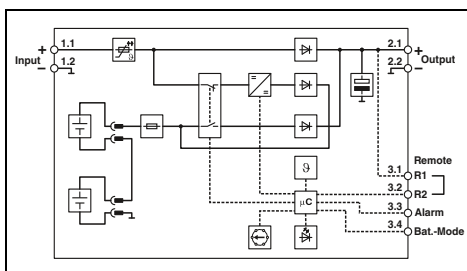 Input
+ 1.1
− 1.2
++
ϑ
=
=
2.1 +
2.2 − Output
Remote
3.1 R1
3.2 R2
3.3 Alarm
3.4 Bat.-Mode
ϑ
µC